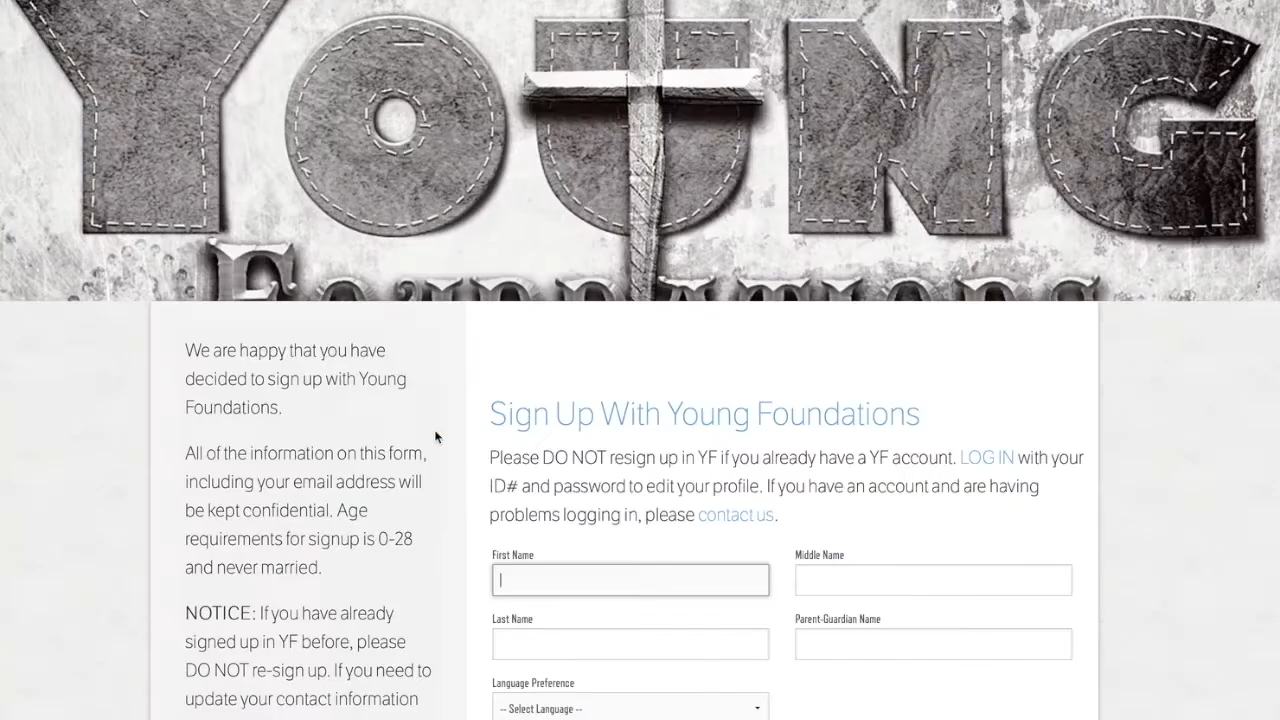 YOUNG
FOUNDATIONS
We are happy that you have
decided to sign up with Young
Foundations.
All of the information on this form,
including your email address will
be kept confidential. Age
requirements for signup is 0-28
and never married.
NOTICE: If you have already
signed up in YF before, please
DO NOT re-sign up. If you need to
update your contact information
Sign Up With Young Foundations
Please DO NOT resign up in YF if you already have a YF account. LOG IN with your
ID# and password to edit your profile. If you have an account and are having
problems logging in, please contact us.
First Name
Middle Name
Last Name
Parent-Guardian Name
Language Preference
-- Select Language --